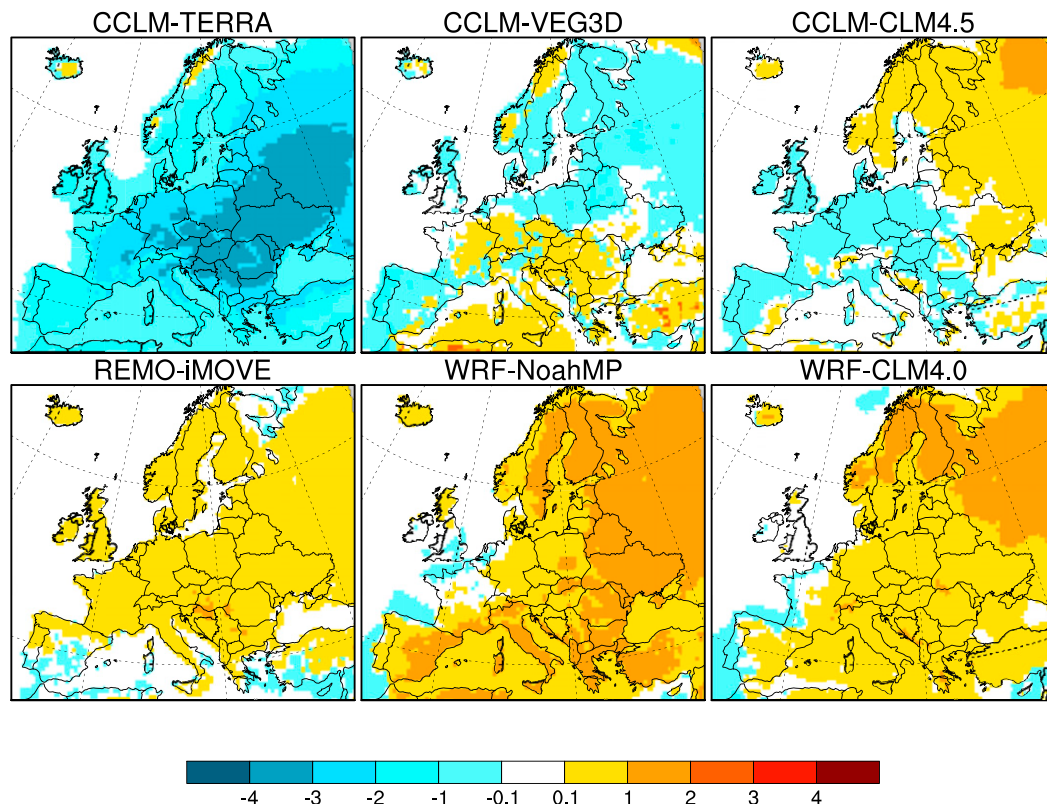 CCLM-TERRA CCLM-VEG3D CCLM-CLM4.5
REMO-iMOVE WRF-NoahMP WRF-CLM4.0
-4 -3 -2 -1 -0.1 0.1 1 2 3 4